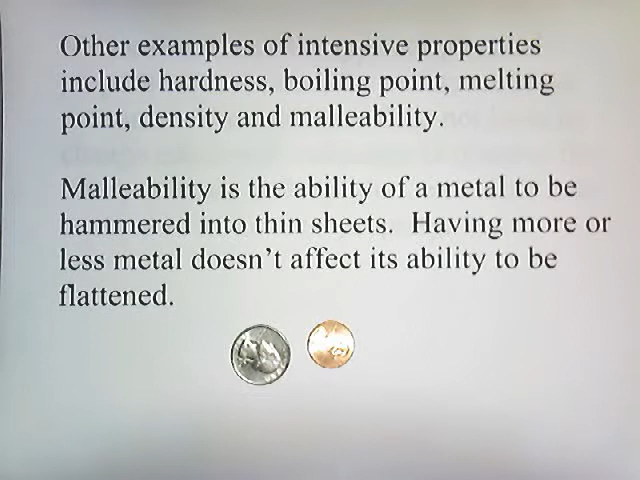 Other examples of intensive properties
include hardness, boiling point, melting
point, density and malleability.
Malleability is the ability of a metal to be
hammered into thin sheets.  Having more or
less metal doesn't affect its ability to be
flattened.